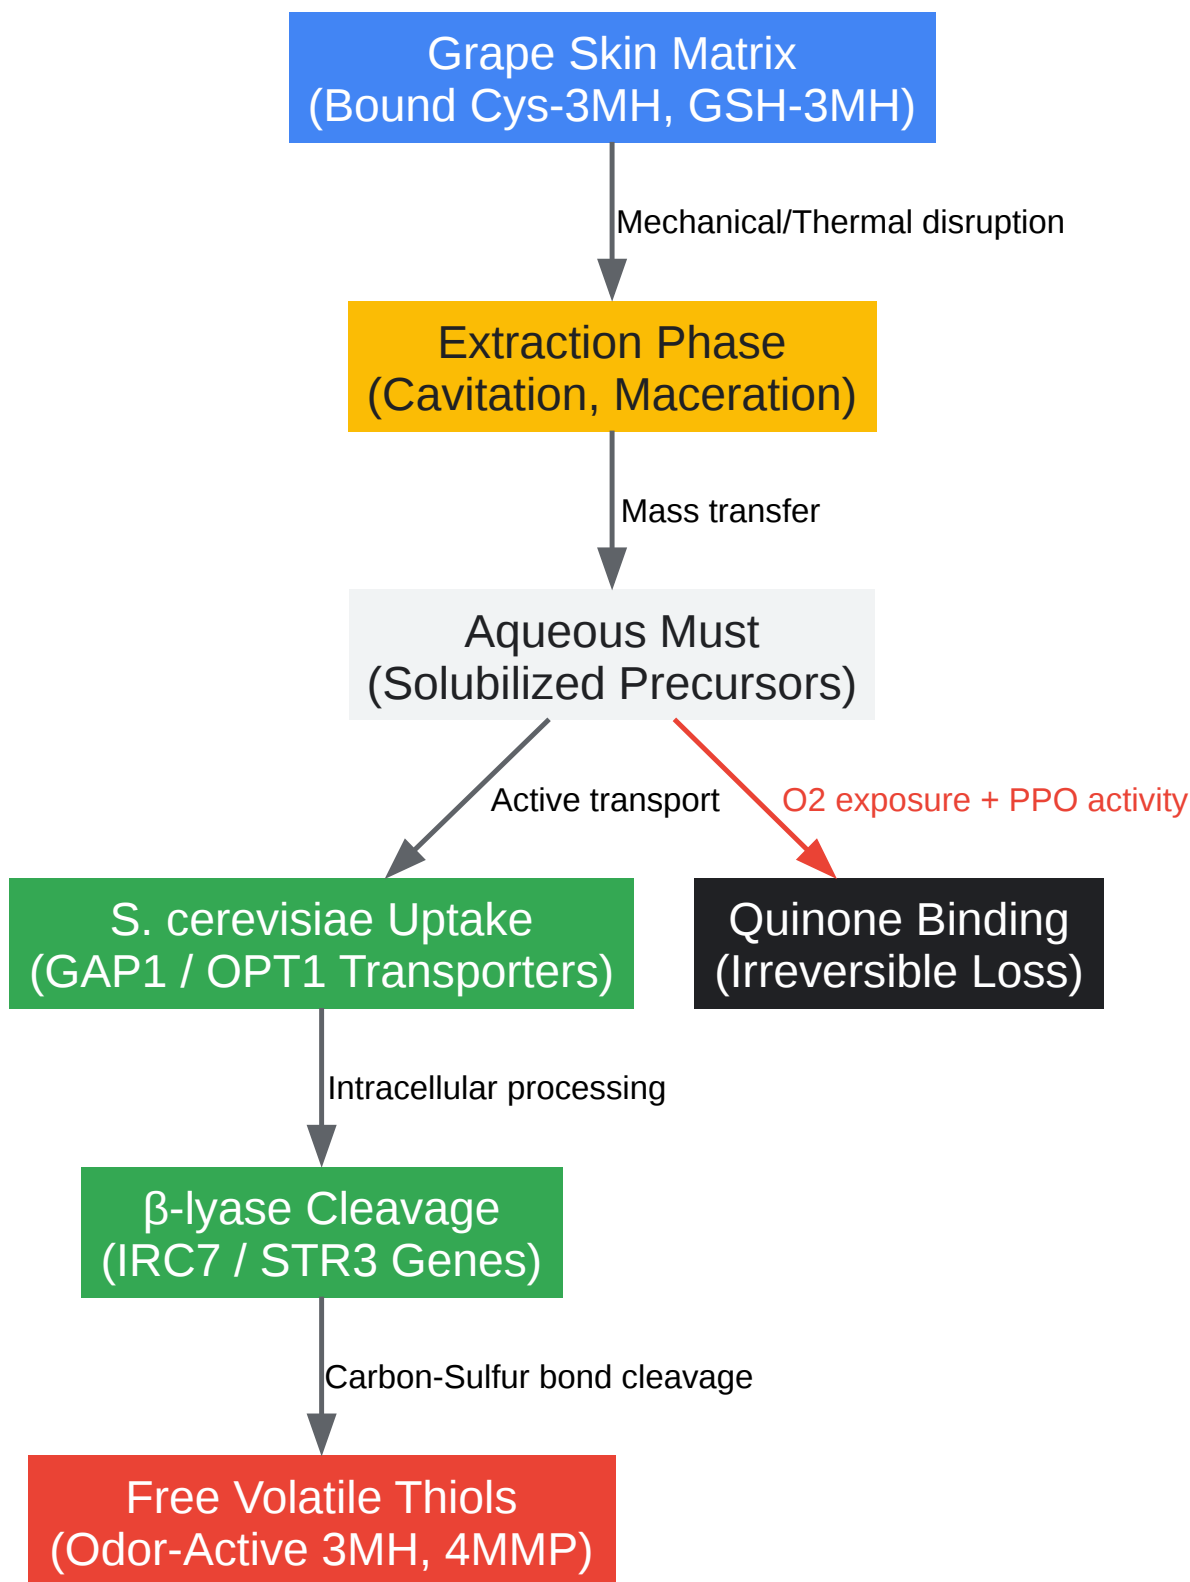 Grape Skin Matrix
(Bound Cys-3MH, GSH-3MH)
Mechanical/Thermal disruption
Extraction Phase
(Cavitation, Maceration)
Mass transfer
Aqueous Must
(Solubilized Precursors)
Active transport
O2 exposure + PPO activity
S. cerevisiae Uptake
(GAP1 / OPT1 Transporters)
Quinone Binding
(Irreversible Loss)
Intracellular processing
β-lyase Cleavage
(IRC7 / STR3 Genes)
Carbon-Sulfur bond cleavage
Free Volatile Thiols
(Odor-Active 3MH, 4MMP)